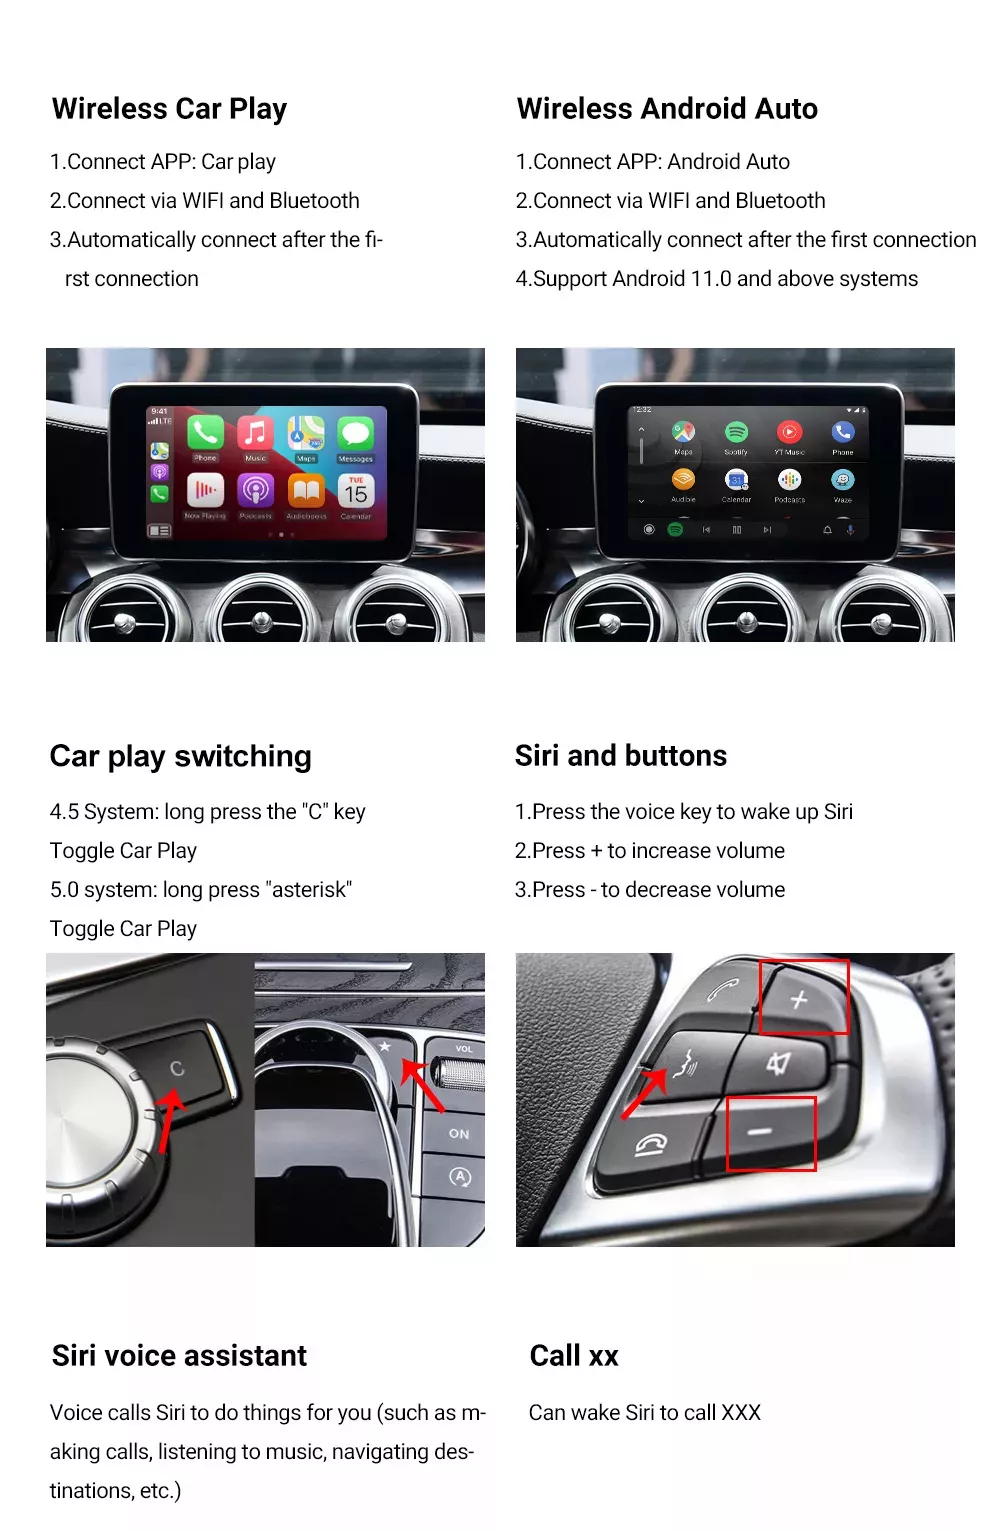 Wireless Car Play
1.Connect APP: Car play
2.Connect via WIFI and Bluetooth
3.Automatically connect after the fi-
rst connection
Wireless Android Auto
1.Connect APP: Android Auto
2.Connect via WIFI and Bluetooth
3.Automatically connect after the first connection
4.Support Android 11.0 and above systems
9:41
LTE
Phone
Music
Maps
Messages
TUE
15
Now Playing
Podcasts
Audiobooks
Calendar
12:32
Maps
Spotify
YT Music
Phone
31
Audible
Calendar
Podcasts
Waze
Car play switching
4.5 System: long press the "C" key
Toggle Car Play
5.0 system: long press "asterisk"
Toggle Car Play
Siri and buttons
1.Press the voice key to wake up Siri
2.Press + to increase volume
3.Press - to decrease volume
C
VOL
ON
A
+
-
Siri voice assistant
Voice calls Siri to do things for you (such as m-
aking calls, listening to music, navigating des-
tinations, etc.)
Call xx
Can wake Siri to call XXX